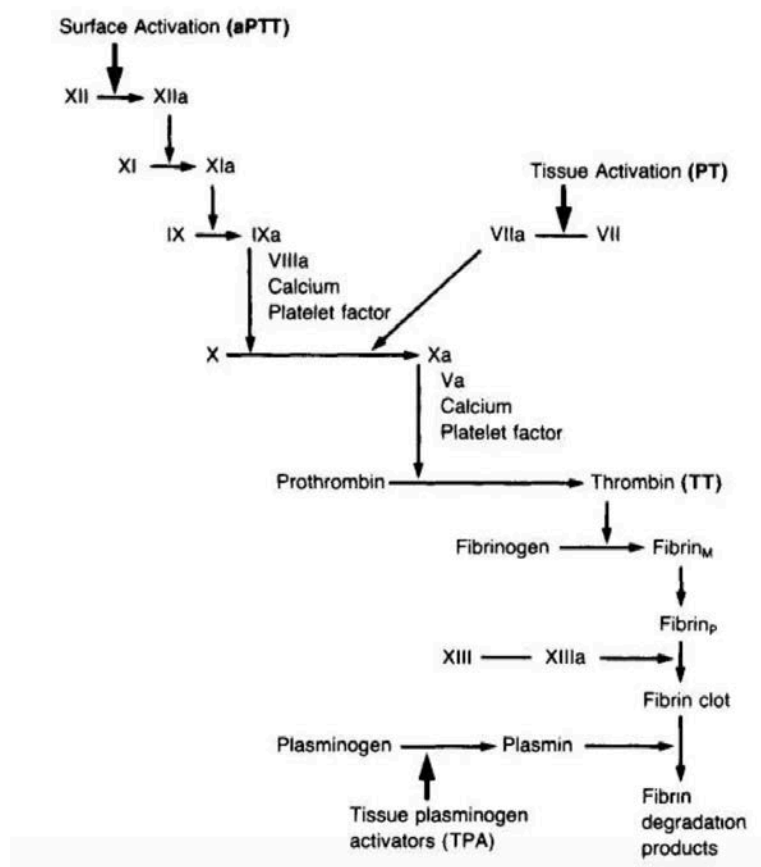 Surface Activation (aPTT)
XII XIIa
XI XIa
Tissue Activation (PT)
IX IXa
VIIa VII
VIIIa
Calcium
Platelet factor
X Xa
Va
Calcium
Platelet factor
Prothrombin Thrombin (TT)
Fibrinogen FibrinM
FibrinP
XIII XIIIa
Fibrin clot
Plasminogen Plasmin
Tissue plasminogen
activators (TPA)
Fibrin
degradation
products